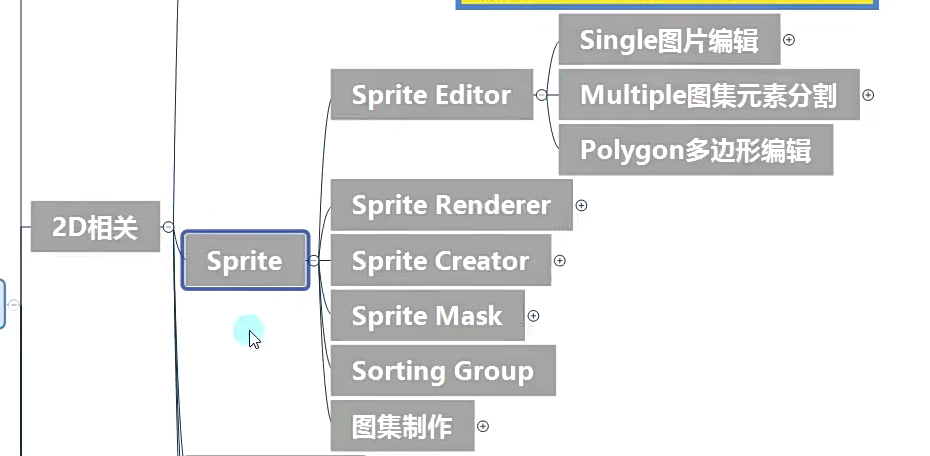 Single图片编辑
Sprite Editor
Multiple图集元素分割
Polygon多边形编辑
Sprite Renderer
2D相关
Sprite
Sprite Creator
Sprite Mask
Sorting Group
图集制作